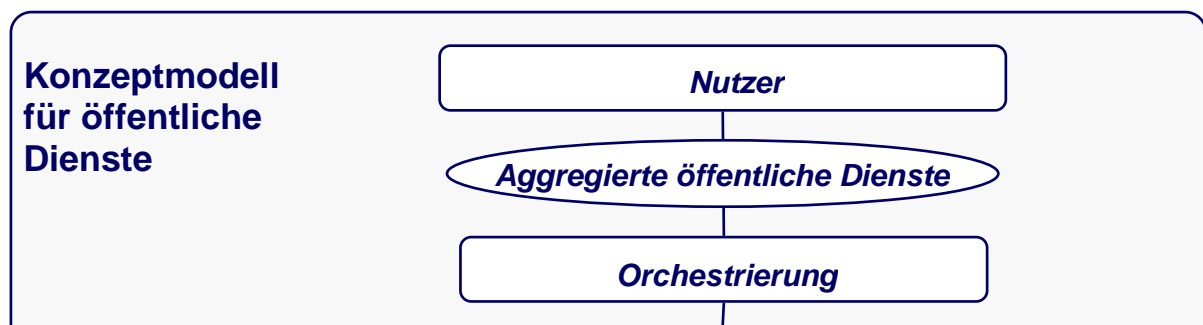 Konzeptmodell
für öffentliche
Dienste
Nutzer
Aggregierte öffentliche Dienste
Orchestrierung